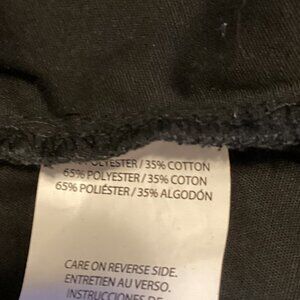 POLYESTER / 35% COTTON
65% POLYESTER / 35% COTON
65% POLIÉSTER / 35% ALGODÓN
CARE ON REVERSE SIDE.
ENTRETIEN AU VERSO.
INSTRUCCIONES DE